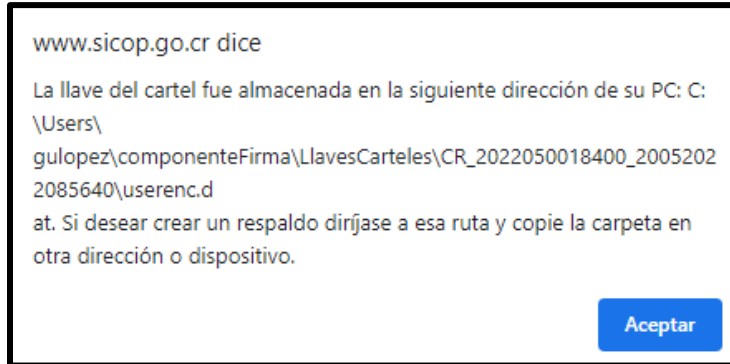 www.sicop.go.cr dice
La llave del cartel fue almacenada en la siguiente dirección de su PC: C:
\Users\
gulopez\componenteFirma\LlavesCarteles\CR_2022050018400_2005202
2085640\userenc.d
at. Si desear crear un respaldo diríjase a esa ruta y copie la carpeta en
otra dirección o dispositivo.
Aceptar